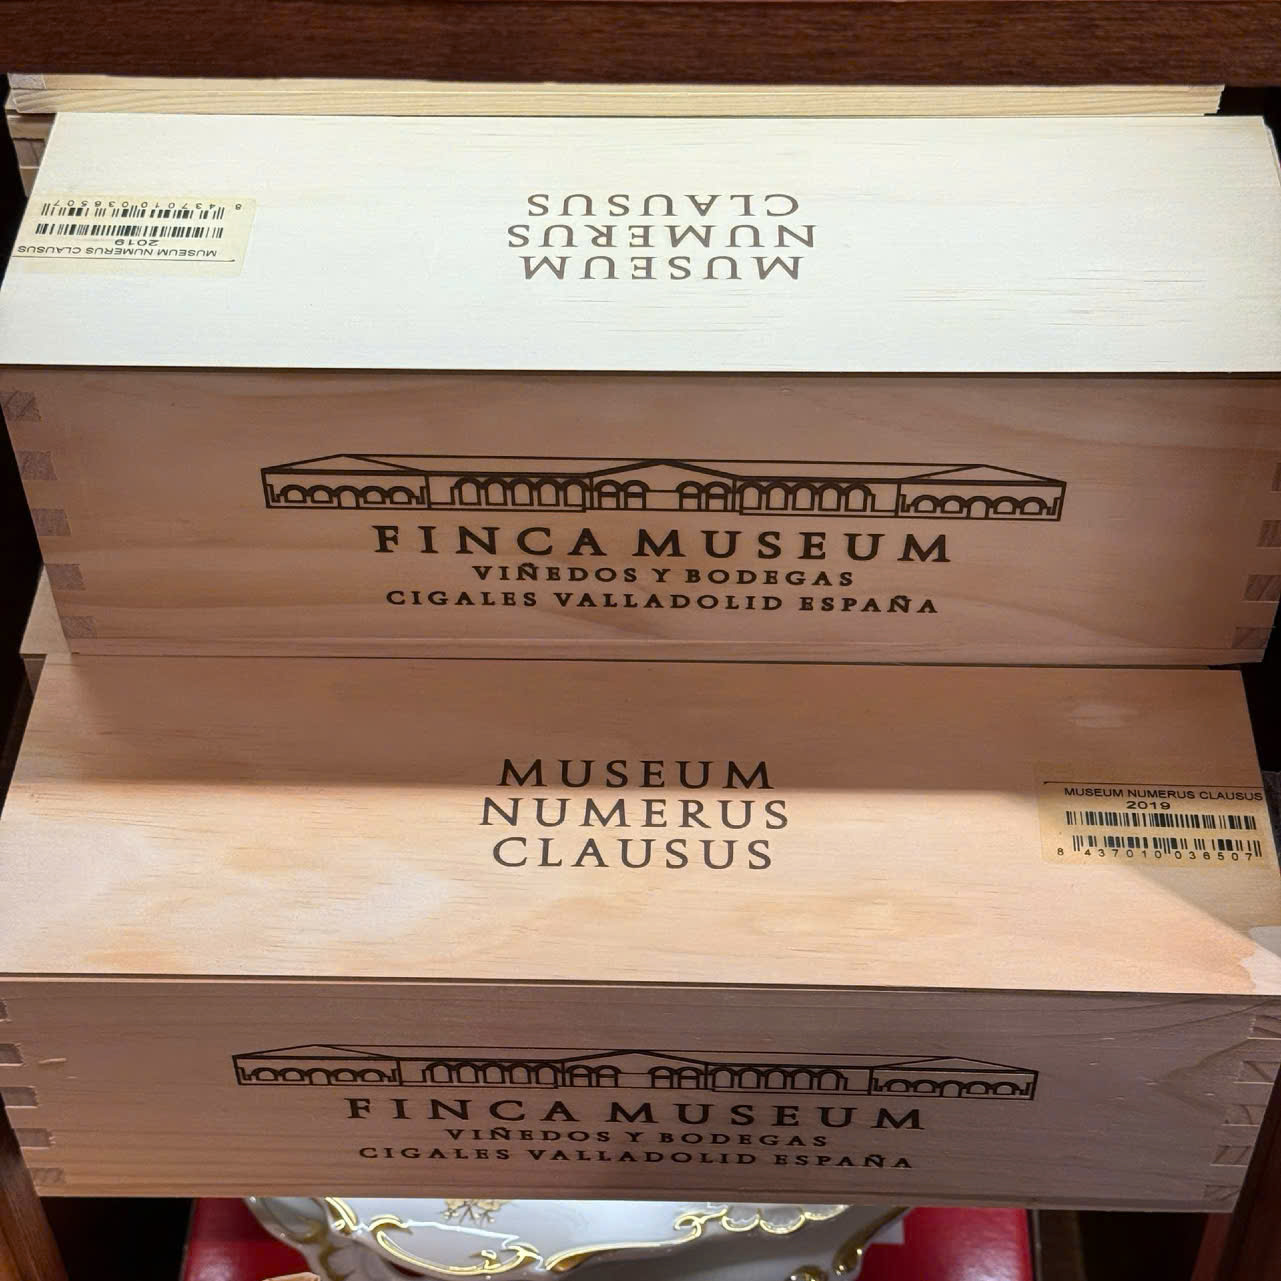 MUSEUM NUMERUS CLAUSUS
2019
8 437010 036507
MUSEUM
NUMERUS
CLAUSUS
FINCA MUSEUM
VIÑEDOS Y BODEGAS
CIGALES VALLADOLID ESPAÑA
MUSEUM
NUMERUS
CLAUSUS
MUSEUM NUMERUS CLAUSUS
2019
8 437010 036507
FINCA MUSEUM
VIÑEDOS Y BODEGAS
CIGALES VALLADOLID ESPAÑA